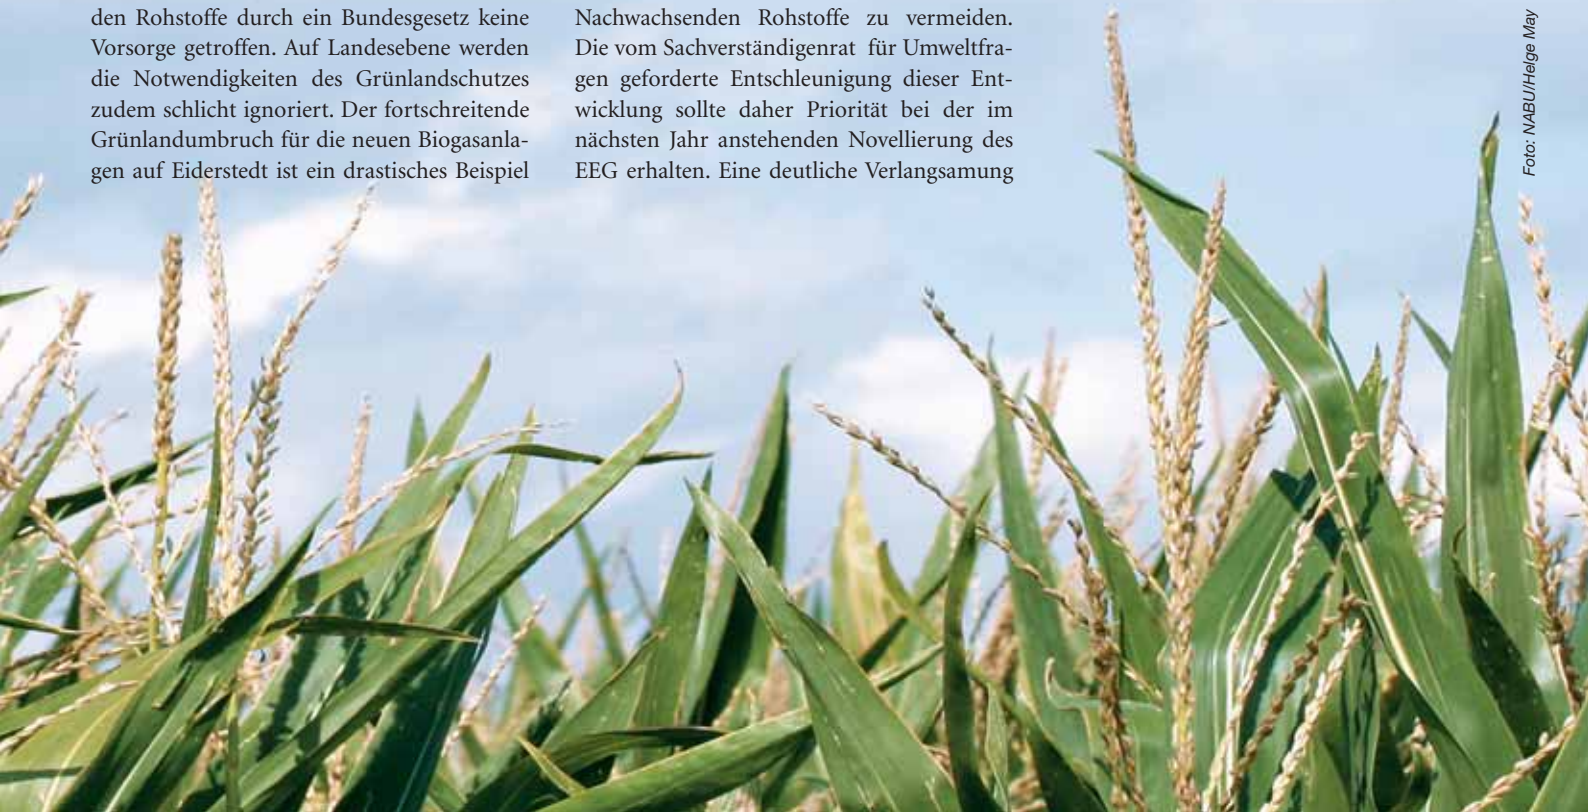 den Rohstoffe durch ein Bundesgesetz keine
Vorsorge getroffen. Auf Landesebene werden
die Notwendigkeiten des Grünlandschutzes
zudem schlicht ignoriert. Der fortschreitende
Grünlandumbruch für die neuen Biogasanla-
gen auf Eiderstedt ist ein drastisches Beispiel
Nachwachsenden Rohstoffe zu vermeiden.
Die vom Sachverständigenrat für Umweltfra-
gen geforderte Entschleunigung dieser Ent-
wicklung sollte daher Priorität bei der im
nächsten Jahr anstehenden Novellierung des
EEG erhalten. Eine deutliche Verlangsamung
Foto: NABU/Helge May